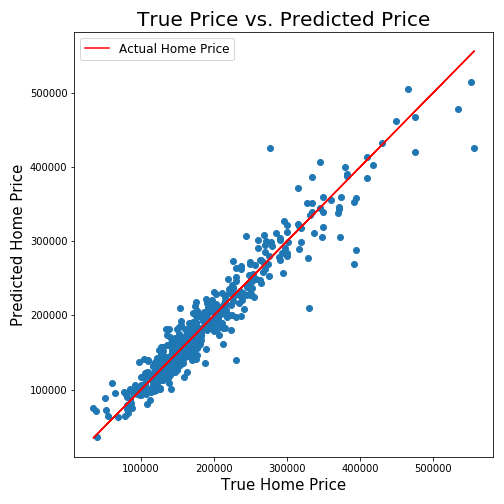 True Price vs. Predicted Price
Actual Home Price
500000
400000
300000
200000
100000
Predicted Home Price
100000 200000 300000 400000 500000
True Home Price